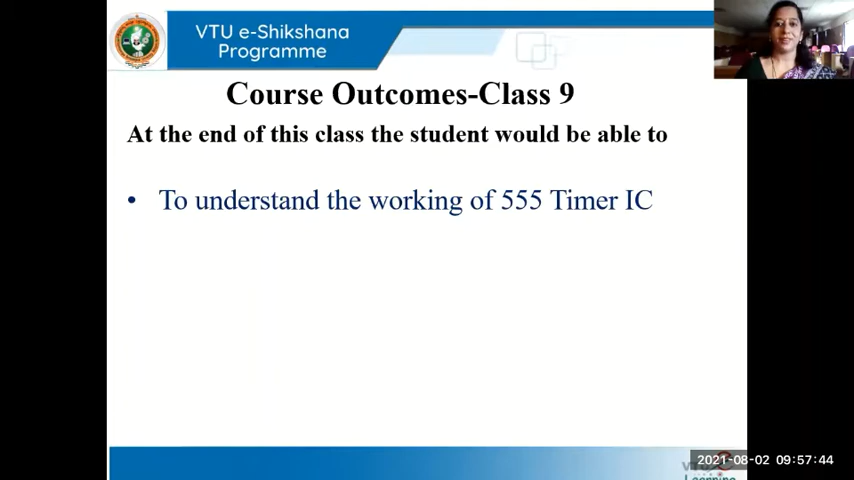 VTU e-Shikshana
Programme
Course Outcomes-Class 9
At the end of this class the student would be able to
• To understand the working of 555 Timer IC
2021-08-02 09:57:44